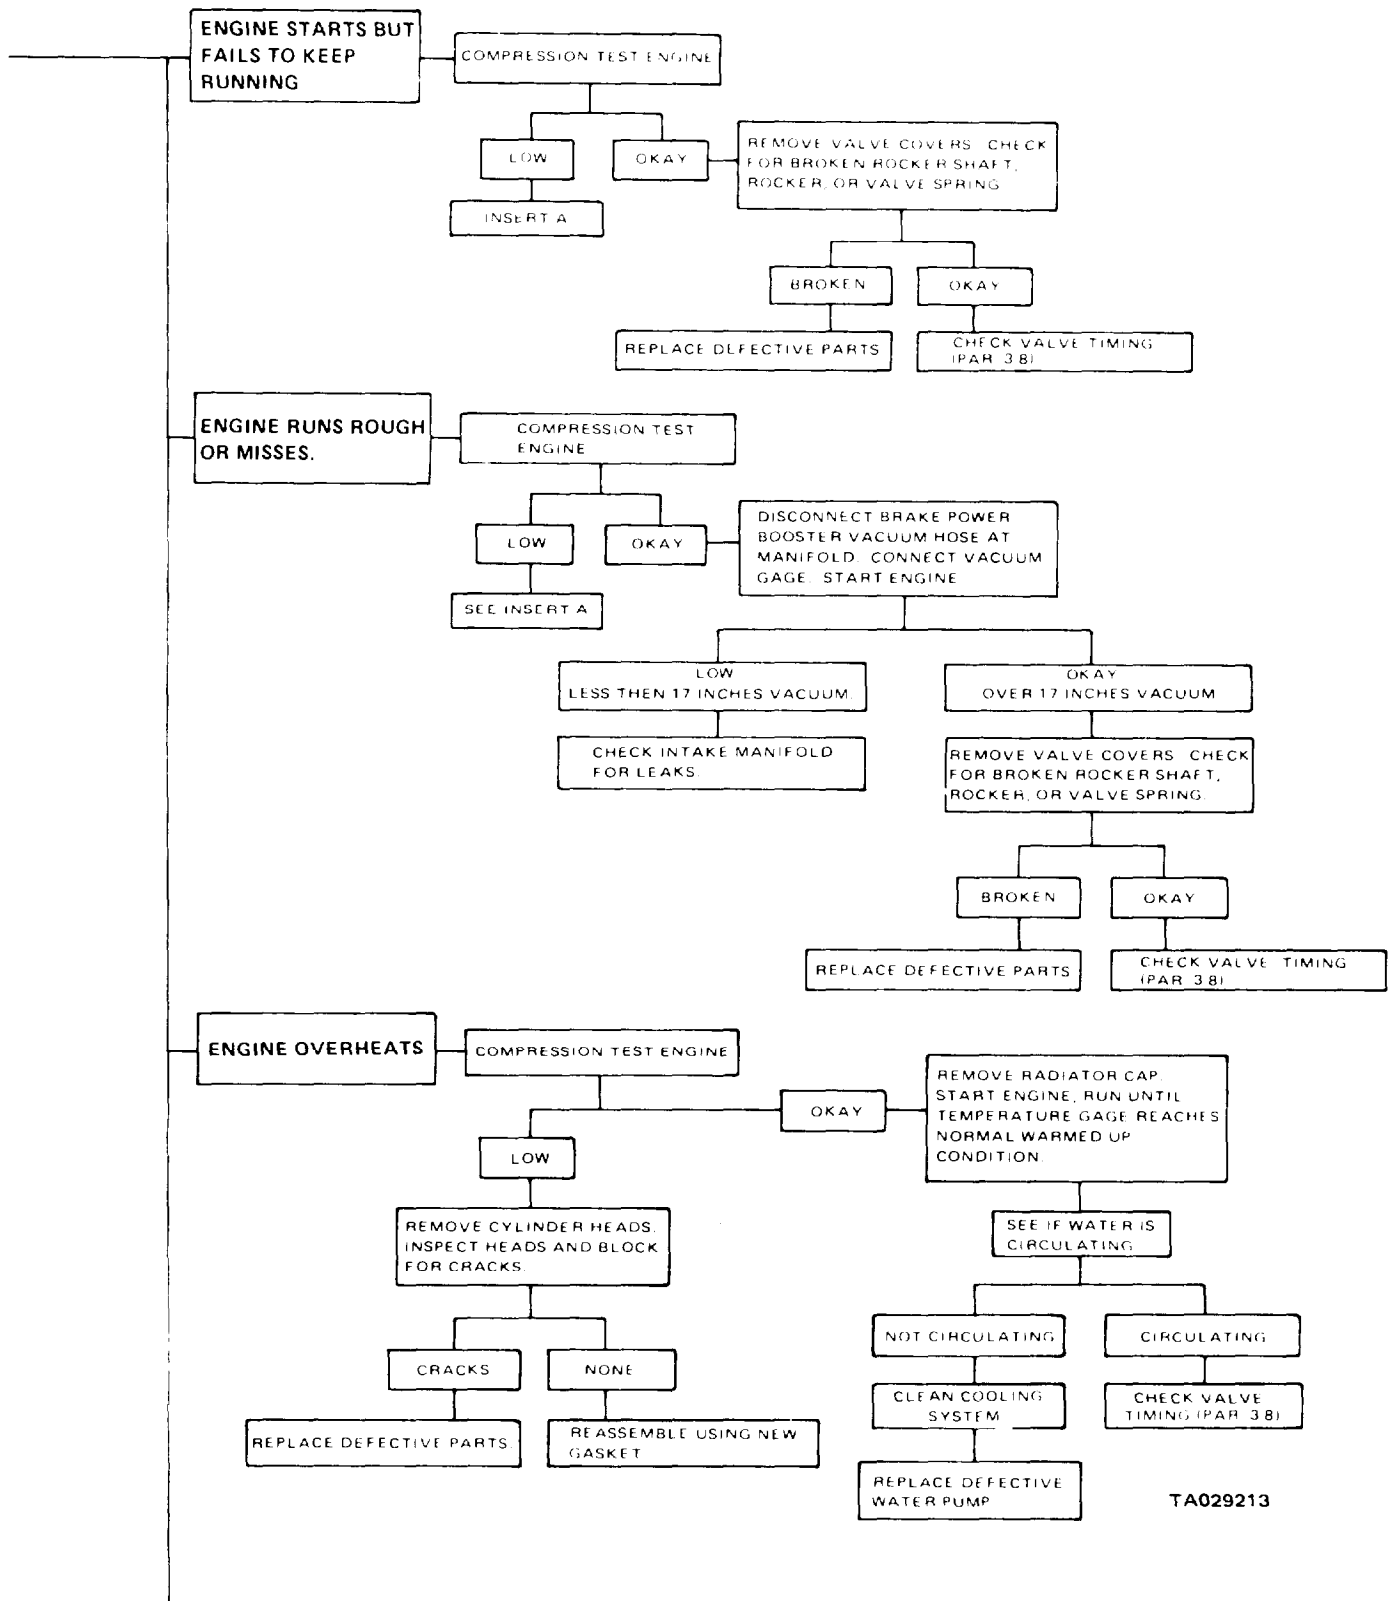 ENGINE STARTS BUT
FAILS TO KEEP
RUNNING
COMPRESSION TEST ENGINE
LOW
OKAY
REMOVE VALVE COVERS CHECK
FOR BROKEN ROCKER SHAFT,
ROCKER, OR VALVE SPRING
INSERT A
BROKEN
OKAY
REPLACE DEFECTIVE PARTS
CHECK VALVE TIMING
(PAR 3 8)
ENGINE RUNS ROUGH
OR MISSES.
COMPRESSION TEST
ENGINE
LOW
OKAY
DISCONNECT BRAKE POWER
BOOSTER VACUUM HOSE AT
MANIFOLD. CONNECT VACUUM
GAGE. START ENGINE
SEE INSERT A
LOW
LESS THEN 17 INCHES VACUUM.
OKAY
OVER 17 INCHES VACUUM
CHECK INTAKE MANIFOLD
FOR LEAKS.
REMOVE VALVE COVERS CHECK
FOR BROKEN ROCKER SHAFT,
ROCKER, OR VALVE SPRING.
BROKEN
OKAY
REPLACE DEFECTIVE PARTS
CHECK VALVE TIMING
(PAR 3 8)
ENGINE OVERHEATS
COMPRESSION TEST ENGINE
OKAY
REMOVE RADIATOR CAP.
START ENGINE, RUN UNTIL
TEMPERATURE GAGE REACHES
NORMAL WARMED UP
CONDITION.
LOW
REMOVE CYLINDER HEADS.
INSPECT HEADS AND BLOCK
FOR CRACKS.
SEE IF WATER IS
CIRCULATING
CRACKS
NONE
NOT CIRCULATING
CIRCULATING
REPLACE DEFECTIVE PARTS.
REASSEMBLE USING NEW
GASKET
CLEAN COOLING
SYSTEM
CHECK VALVE
TIMING (PAR 3 8)
REPLACE DEFECTIVE
WATER PUMP
TA029213